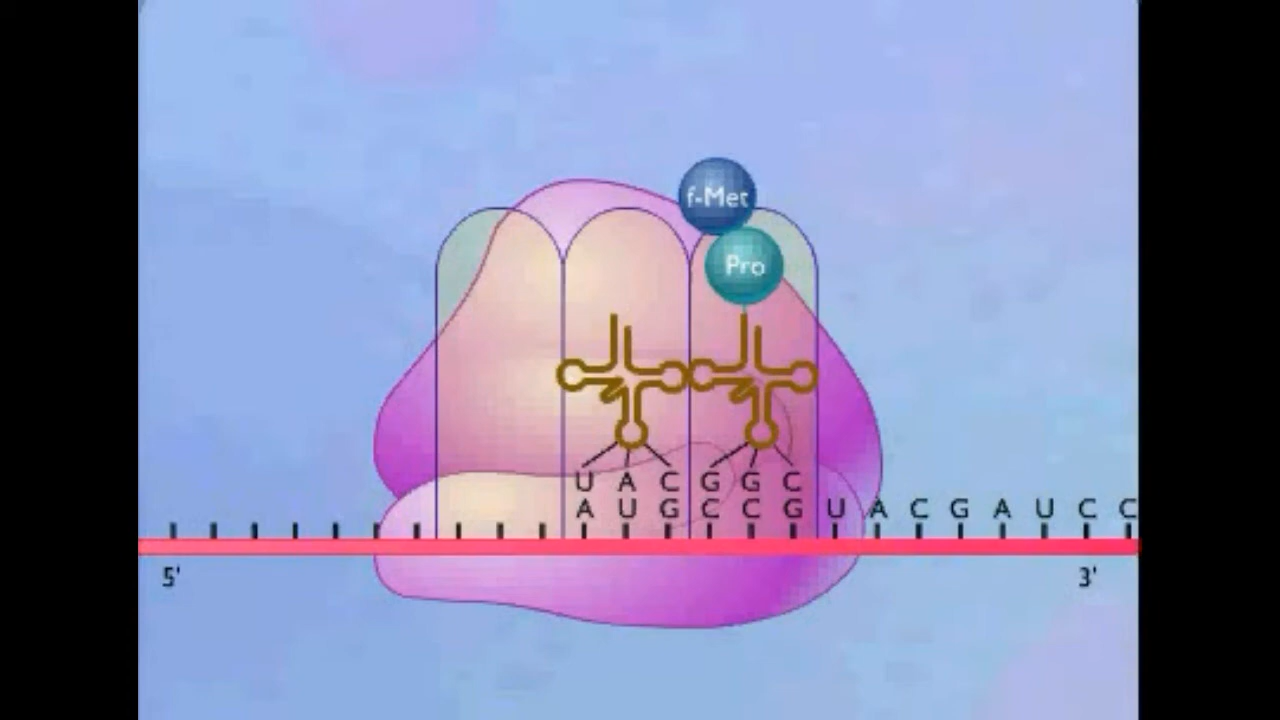 f-Met
Pro
U A C G G C
A U G C C G U A C G A U C C
5' 3'